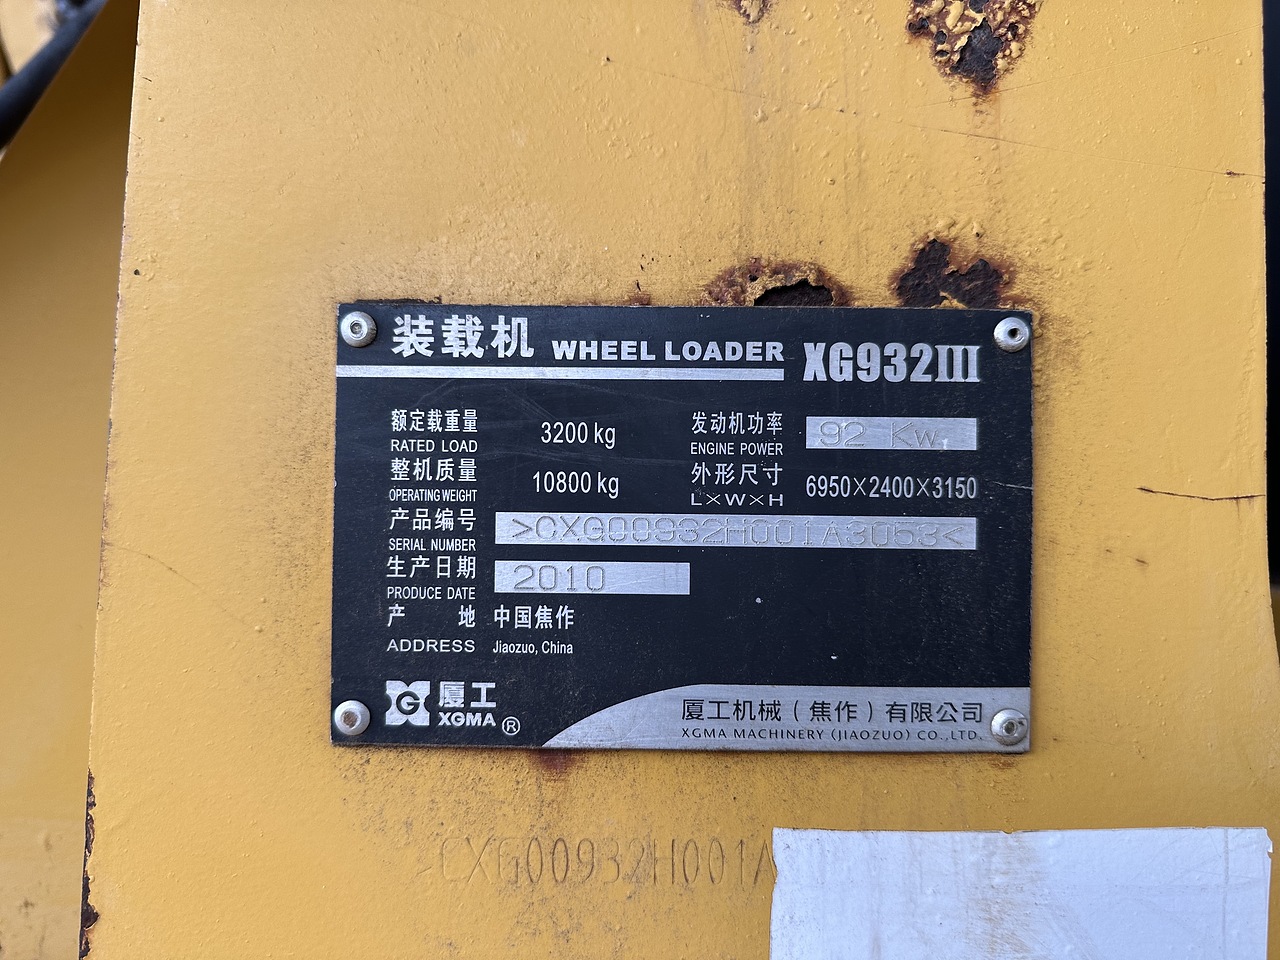 装载机 WHEEL LOADER XG932III
额定载重量 3200 kg 发动机功率 92 Kw
RATED LOAD ENGINE POWER
整机质量 10800 kg 外形尺寸 6950×2400×3150
OPERATING WEIGHT L×W×H
产品编号 >CXG00932H001A3053<
SERIAL NUMBER
生产日期 2010
PRODUCE DATE
产 地 中国焦作
ADDRESS Jiaozuo, China
G 厦工
XGMA ®
厦工机械（焦作）有限公司
XGMA MACHINERY (JIAOZUO) CO.,LTD.
>CXG00932H001A